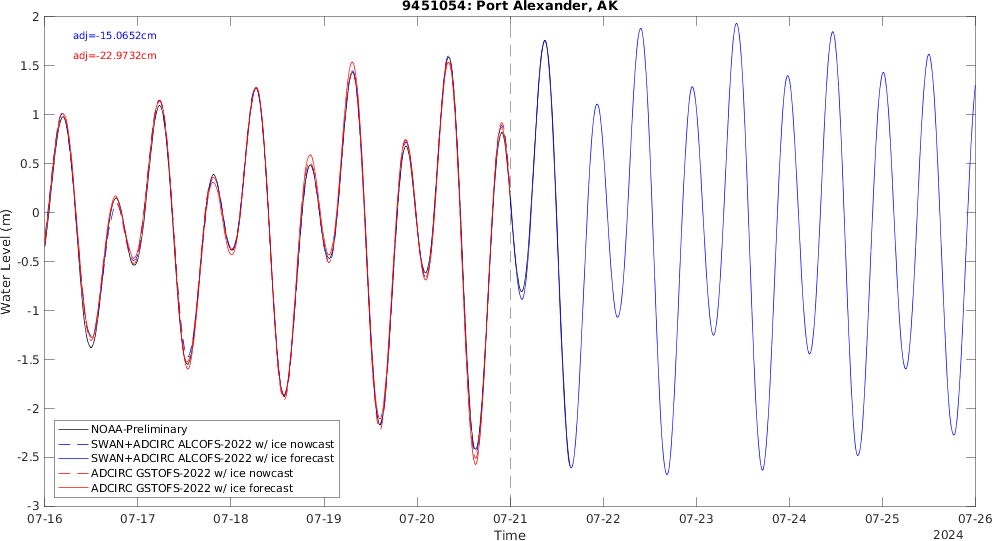 9451054: Port Alexander, AK
adj=-15.0652cm
adj=-22.9732cm
2
1.5
1
0.5
0
-0.5
-1
-1.5
-2
-2.5
-3
Water Level (m)
NOAA-Preliminary
SWAN+ADCIRC ALCOFS-2022 w/ ice nowcast
SWAN+ADCIRC ALCOFS-2022 w/ ice forecast
ADCIRC GSTOFS-2022 w/ ice nowcast
ADCIRC GSTOFS-2022 w/ ice forecast
07-16 07-17 07-18 07-19 07-20 07-21 07-22 07-23 07-24 07-25 07-26
Time
2024